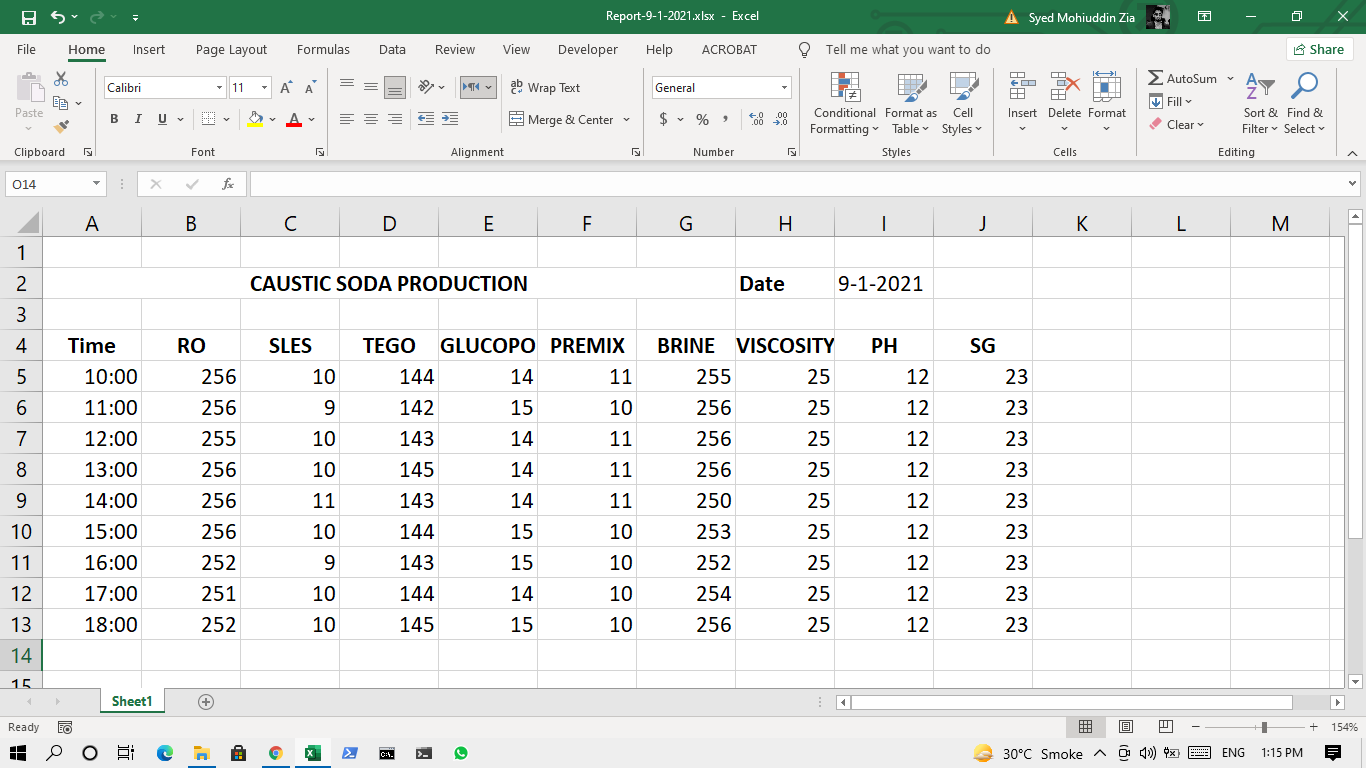 Report-9-1-2021.xlsx - Excel
Syed Mohiuddin Zia
File Home Insert Page Layout Formulas Data Review View Developer Help ACROBAT Tell me what you want to do Share
Paste
Calibri 11
Wrap Text
General
Conditional Formatting
Format as Table
Cell Styles
Insert Delete Format
AutoSum
Fill
Clear
Sort & Filter
Find & Select
B I U A
Merge & Center
$ % ,
Clipboard Font Alignment Number Styles Cells Editing
O14 fx
A B C D E F G H I J K L M
1
2 CAUSTIC SODA PRODUCTION Date 9-1-2021
3
4 Time RO SLES TEGO GLUCOPO PREMIX BRINE VISCOSITY PH SG
5 10:00 256 10 144 14 11 255 25 12 23
6 11:00 256 9 142 15 10 256 25 12 23
7 12:00 255 10 143 14 11 256 25 12 23
8 13:00 256 10 145 14 11 256 25 12 23
9 14:00 256 11 143 14 11 250 25 12 23
10 15:00 256 10 144 15 10 253 25 12 23
11 16:00 252 9 143 15 10 252 25 12 23
12 17:00 251 10 144 14 10 254 25 12 23
13 18:00 252 10 145 15 10 256 25 12 23
14
15
Sheet1
Ready 154%
30°C Smoke ENG 1:15 PM